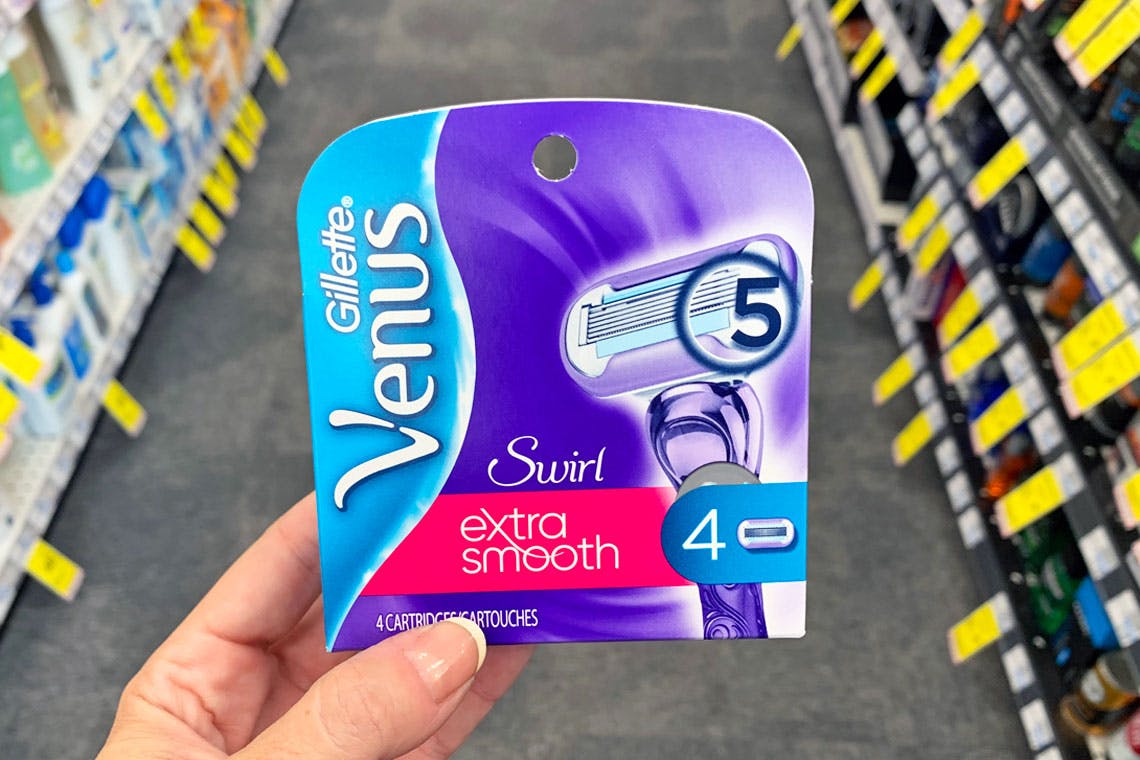 Gillette®
Venus
5
Swirl
extra
smooth
4
4 CARTRIDGES/CARTOUCHES